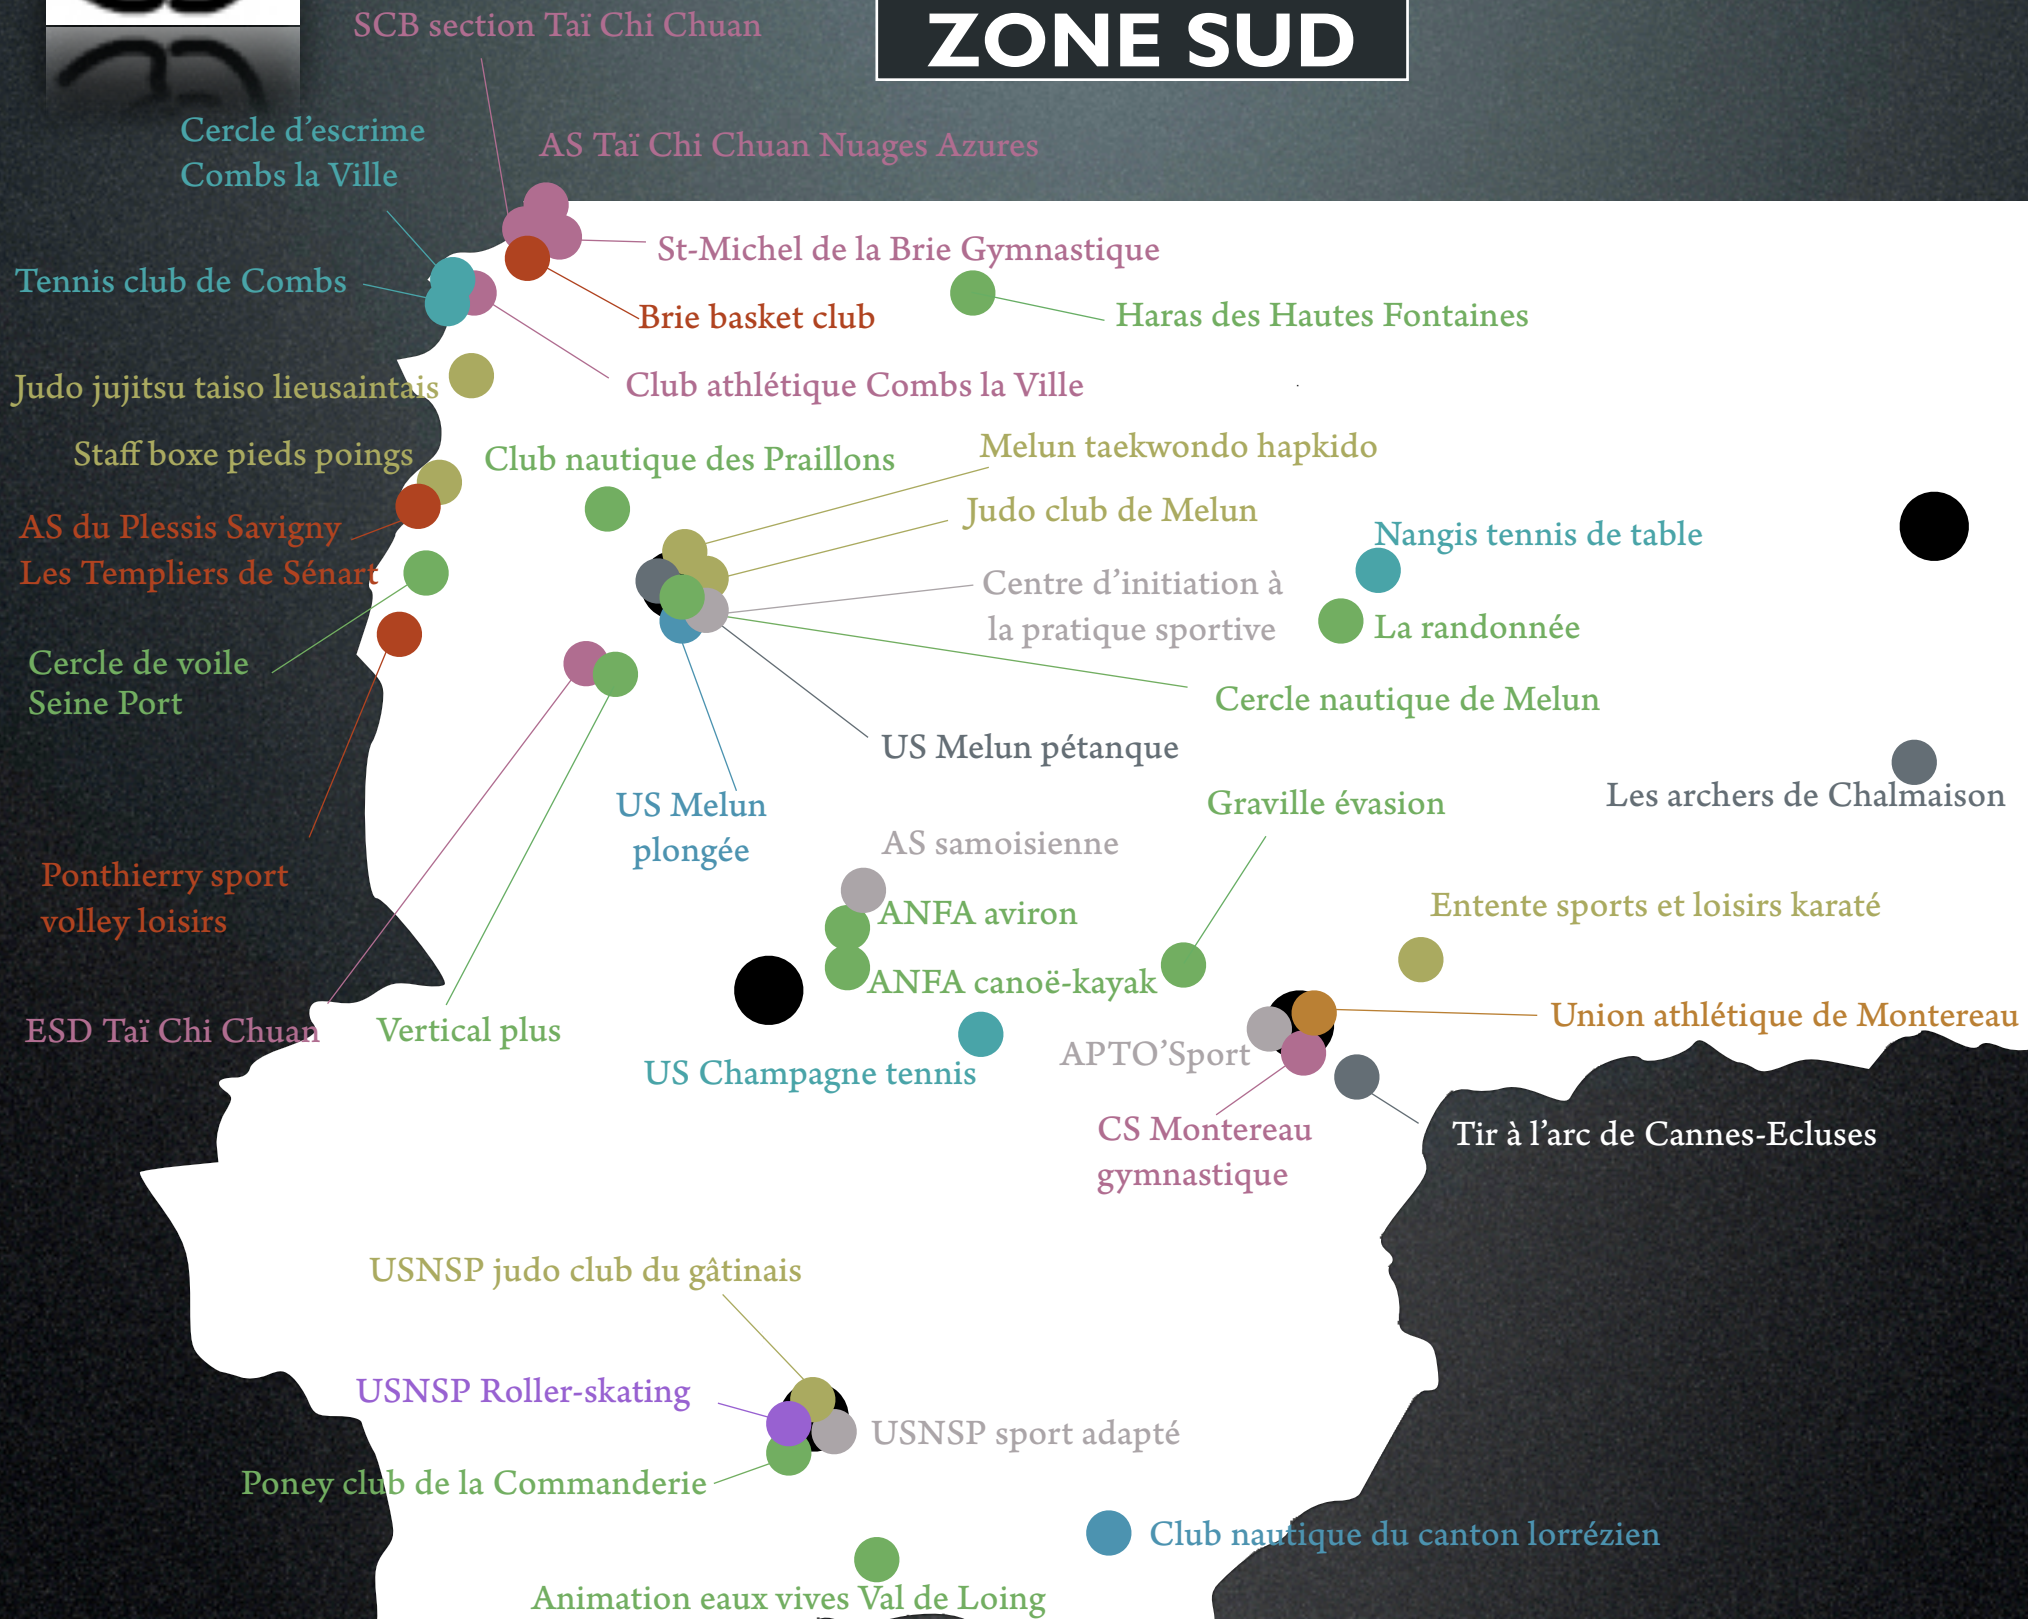 ZONE SUD
SCB section Taï Chi Chuan
Cercle d’escrime
Combs la Ville
AS Taï Chi Chuan Nuages Azures
St-Michel de la Brie Gymnastique
Tennis club de Combs
Brie basket club
Haras des Hautes Fontaines
Judo jujitsu taiso lieusaintais
Club athlétique Combs la Ville
Staff boxe pieds poings
Club nautique des Praillons
Melun taekwondo hapkido
Judo club de Melun
AS du Plessis Savigny
Les Templiers de Sénart
Nangis tennis de table
Centre d’initiation à
la pratique sportive
La randonnée
Cercle de voile
Seine Port
Cercle nautique de Melun
US Melun pétanque
US Melun
plongée
Graville évasion
Les archers de Chalmaison
AS samoisienne
Ponthierry sport
volley loisirs
ANFA aviron
Entente sports et loisirs karaté
ANFA canoë-kayak
ESD Taï Chi Chuan
Vertical plus
Union athlétique de Montereau
US Champagne tennis
APTO’Sport
CS Montereau
gymnastique
Tir à l’arc de Cannes-Ecluses
USNSP judo club du gâtinais
USNSP Roller-skating
USNSP sport adapté
Poney club de la Commanderie
Club nautique du canton lorrézien
Animation eaux vives Val de Loing